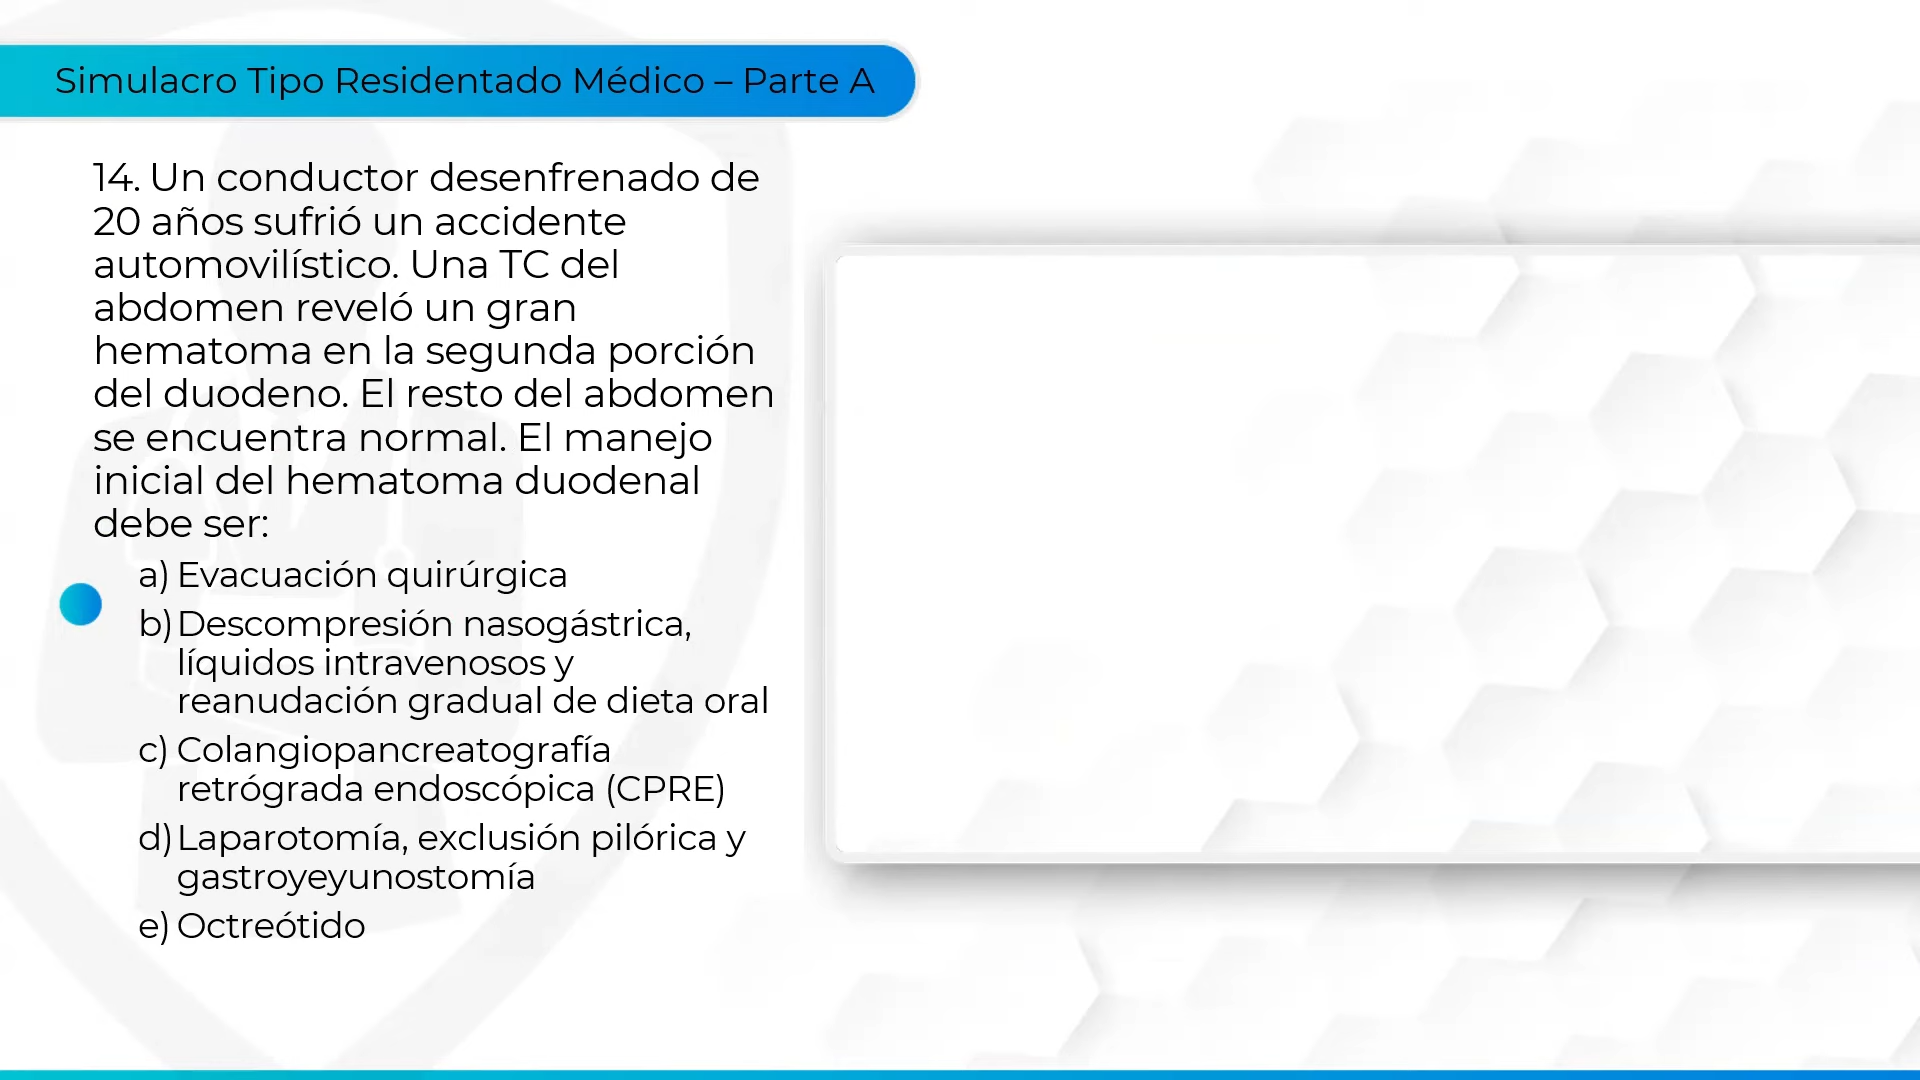 Simulacro Tipo Residentado Médico – Parte A
14. Un conductor desenfrenado de
20 años sufrió un accidente
automovilístico. Una TC del
abdomen reveló un gran
hematoma en la segunda porción
del duodeno. El resto del abdomen
se encuentra normal. El manejo
inicial del hematoma duodenal
debe ser:
a) Evacuación quirúrgica
b) Descompresión nasogástrica,
líquidos intravenosos y
reanudación gradual de dieta oral
c) Colangiopancreatografía
retrógrada endoscópica (CPRE)
d) Laparotomía, exclusión pilórica y
gastroyeyunostomía
e) Octreótido